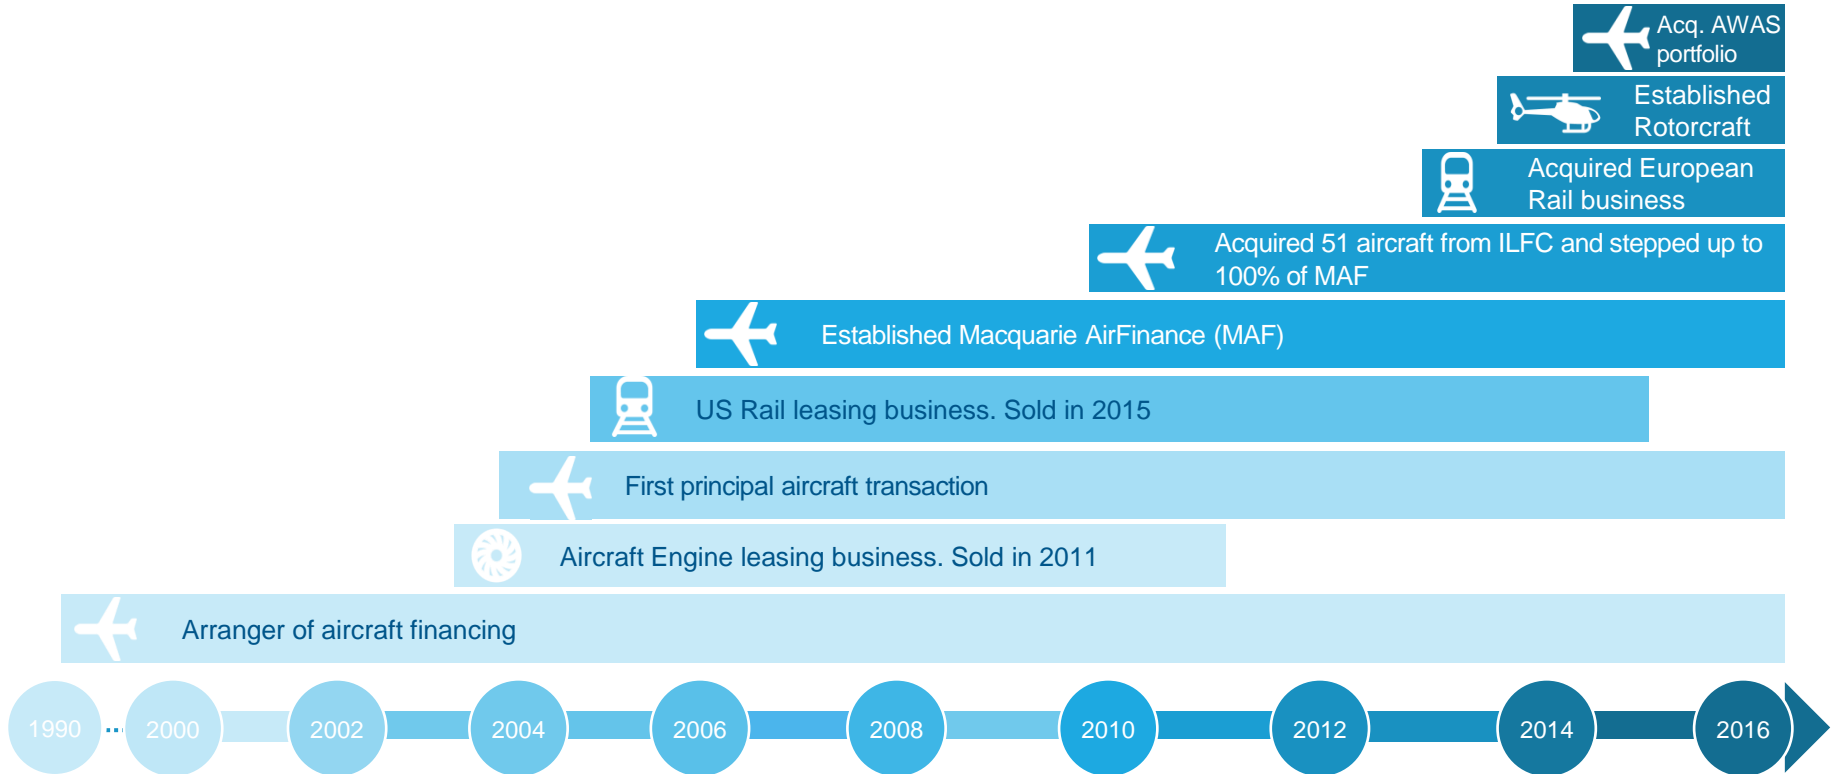 Acq. AWAS
portfolio
Established
Rotorcraft
Acquired European
Rail business
Acquired 51 aircraft from ILFC and stepped up to
100% of MAF
Established Macquarie AirFinance (MAF)
US Rail leasing business. Sold in 2015
First principal aircraft transaction
Aircraft Engine leasing business. Sold in 2011
Arranger of aircraft financing
1990 ... 2000 2002 2004 2006 2008 2010 2012 2014 2016